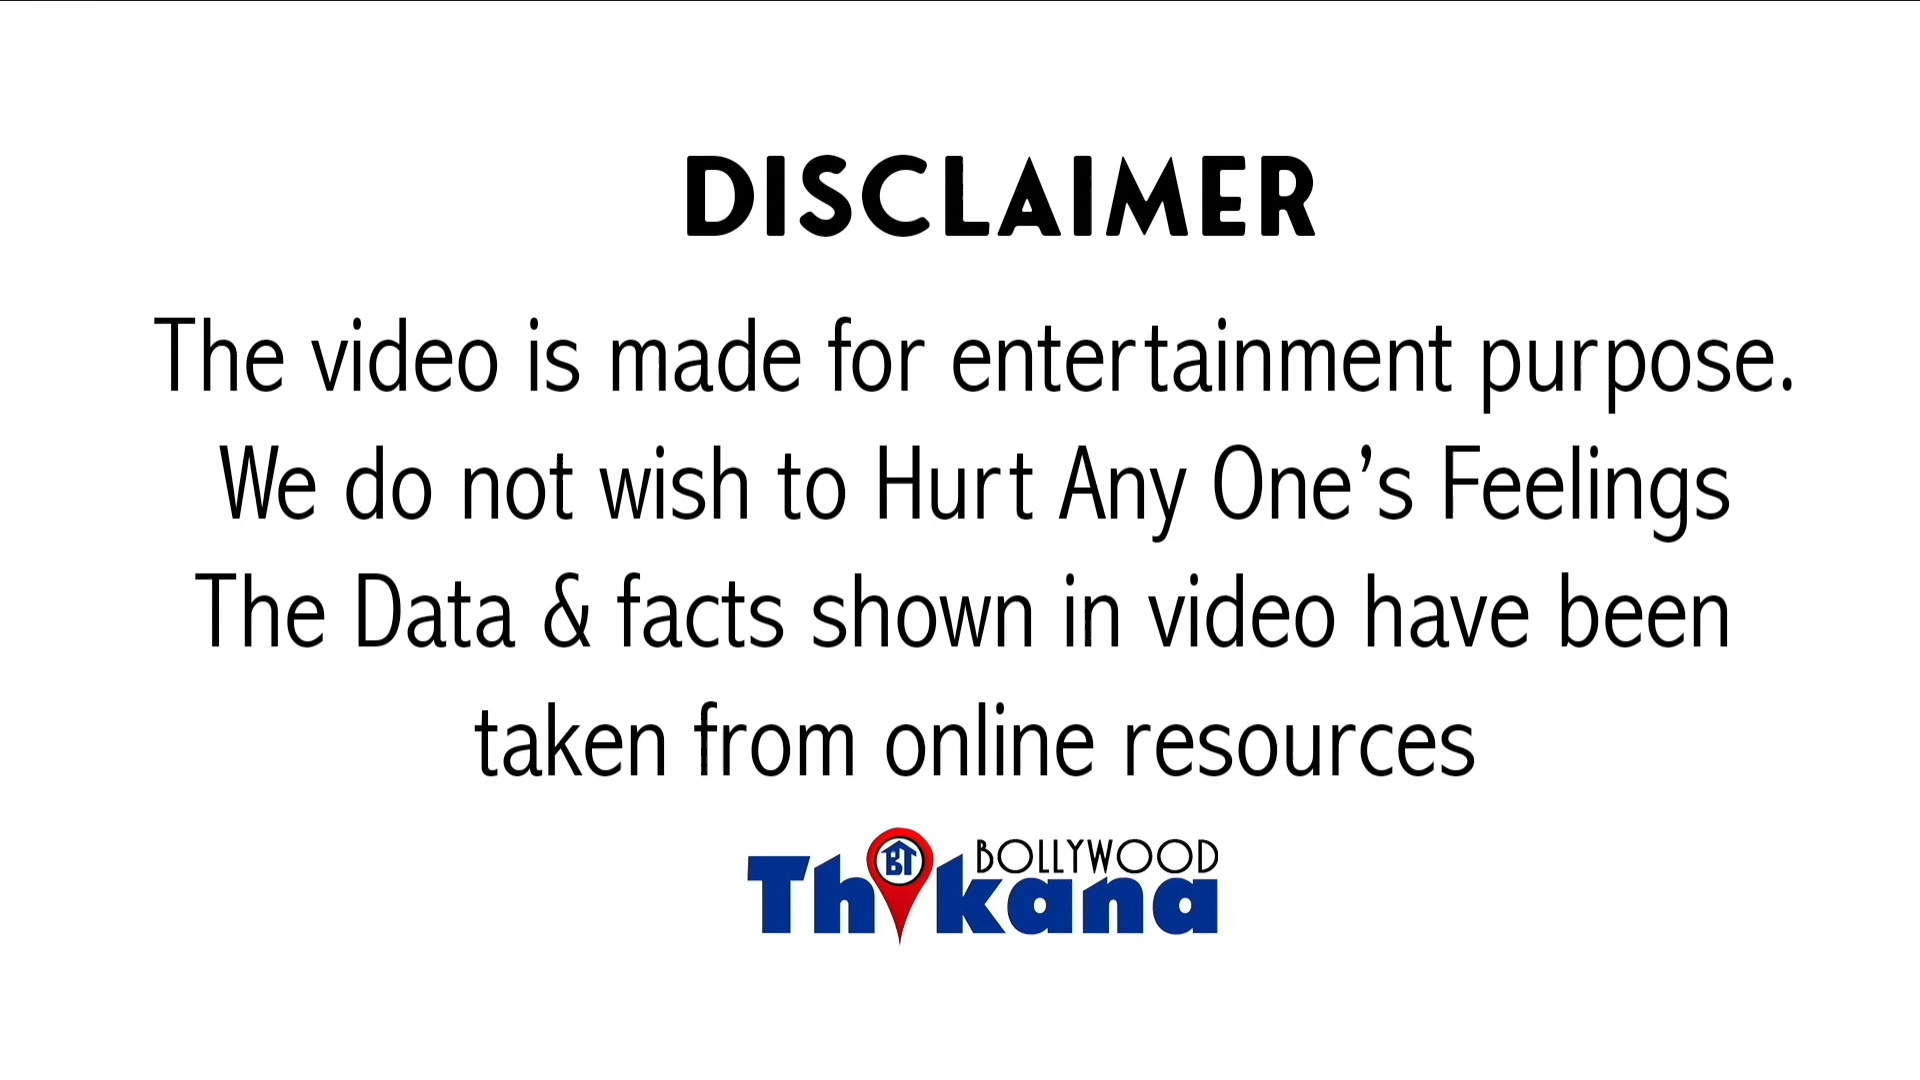 DISCLAIMER
The video is made for entertainment purpose.
We do not wish to Hurt Any One’s Feelings
The Data & facts shown in video have been
taken from online resources
BT
BOLLYWOOD
Thikana